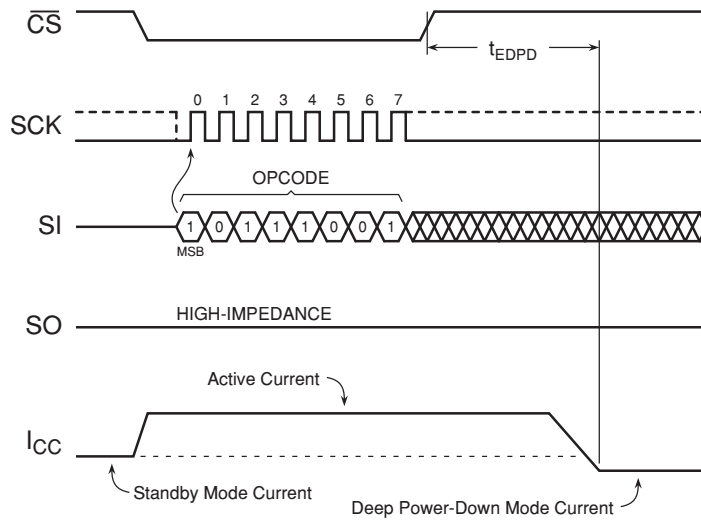 CS
tEDPD
0 1 2 3 4 5 6 7
SCK
OPCODE
SI
1 0 1 1 1 0 0 1
MSB
HIGH-IMPEDANCE
SO
Active Current
ICC
Standby Mode Current
Deep Power-Down Mode Current